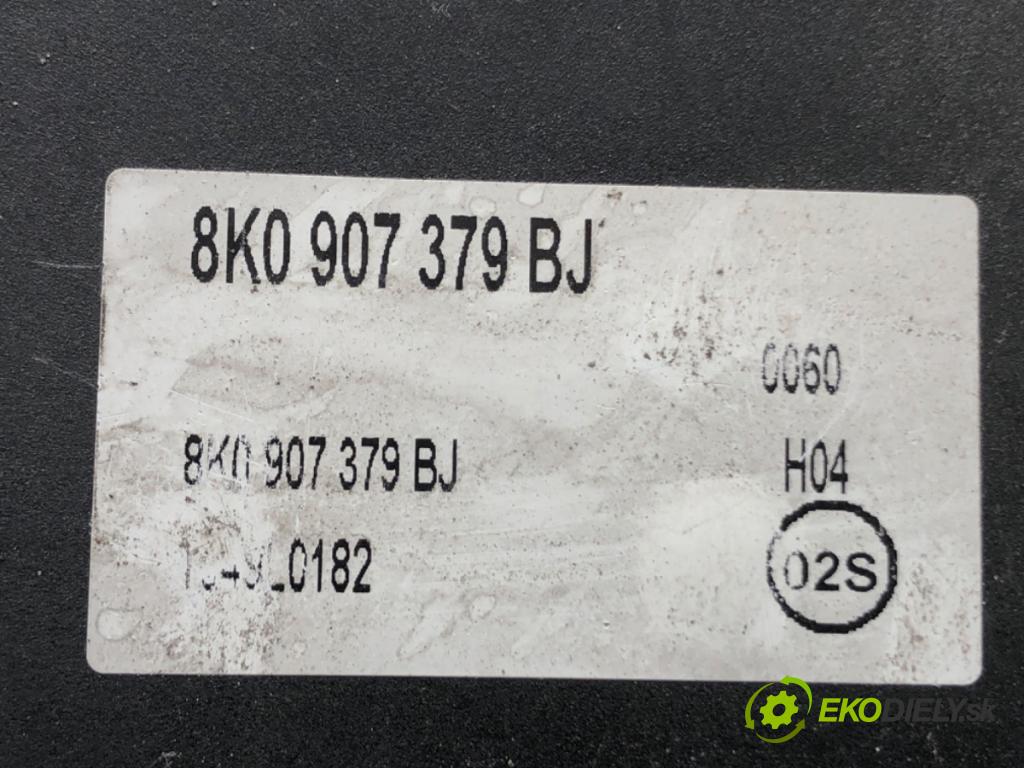 8K0 907 379 BJ
0060
8K0 907 379 BJ
H04
02S
EKODIELY.sk